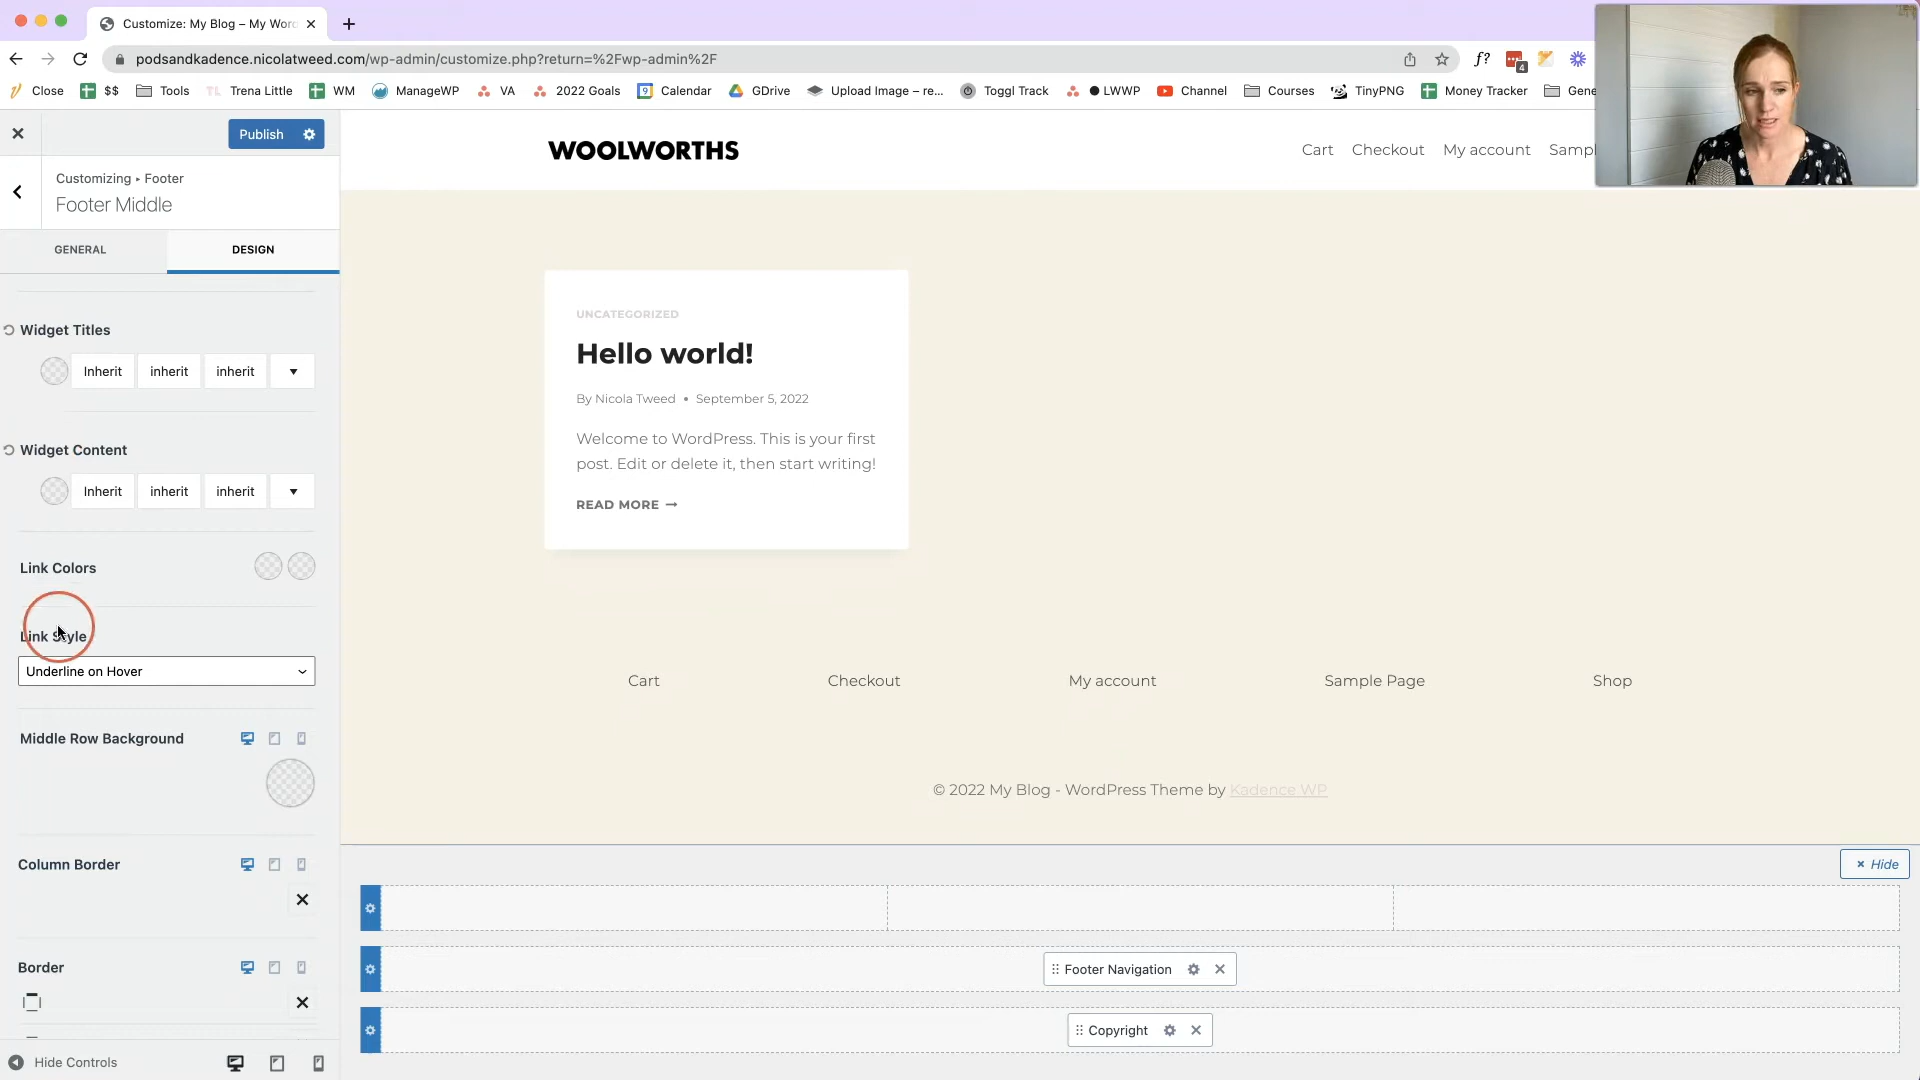 Customize: My Blog – My Word
podsandkadence.nicolatweed.com/wp-admin/customize.php?return=%2Fwp-admin%2F
f?
4
Close
$$
Tools
TL Trena Little
WM
ManageWP
VA
2022 Goals
9 Calendar
GDrive
Upload Image – re...
Toggl Track
LWWP
Channel
Courses
TinyPNG
Money Tracker
Gene
Publish
Customizing ▸ Footer
Footer Middle
GENERAL
DESIGN
Widget Titles
Inherit inherit inherit
Widget Content
Inherit inherit inherit
Link Colors
Link Style
Underline on Hover
Middle Row Background
Column Border
Border
Hide Controls
WOOLWORTHS
Cart Checkout My account Sampl
UNCATEGORIZED
Hello world!
By Nicola Tweed • September 5, 2022
Welcome to WordPress. This is your first
post. Edit or delete it, then start writing!
READ MORE →
Cart Checkout My account Sample Page Shop
© 2022 My Blog - WordPress Theme by Kadence WP
× Hide
Footer Navigation
Copyright